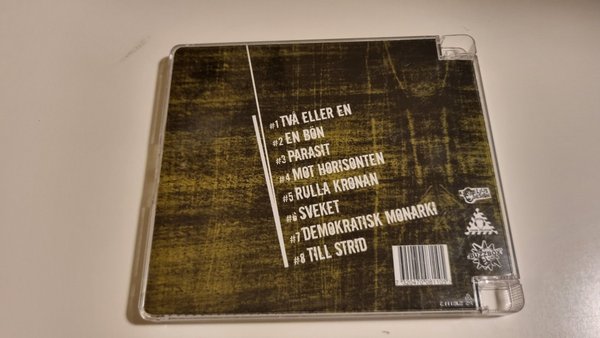 #1 TVÅ ELLER EN
#2 EN BÖN
#3 PARASIT
#4 MOT HORISONTEN
#5 RULLA KRONAN
#6 SVEKET
#7 DEMOKRATISK MONARKI
#8 TILL STRID